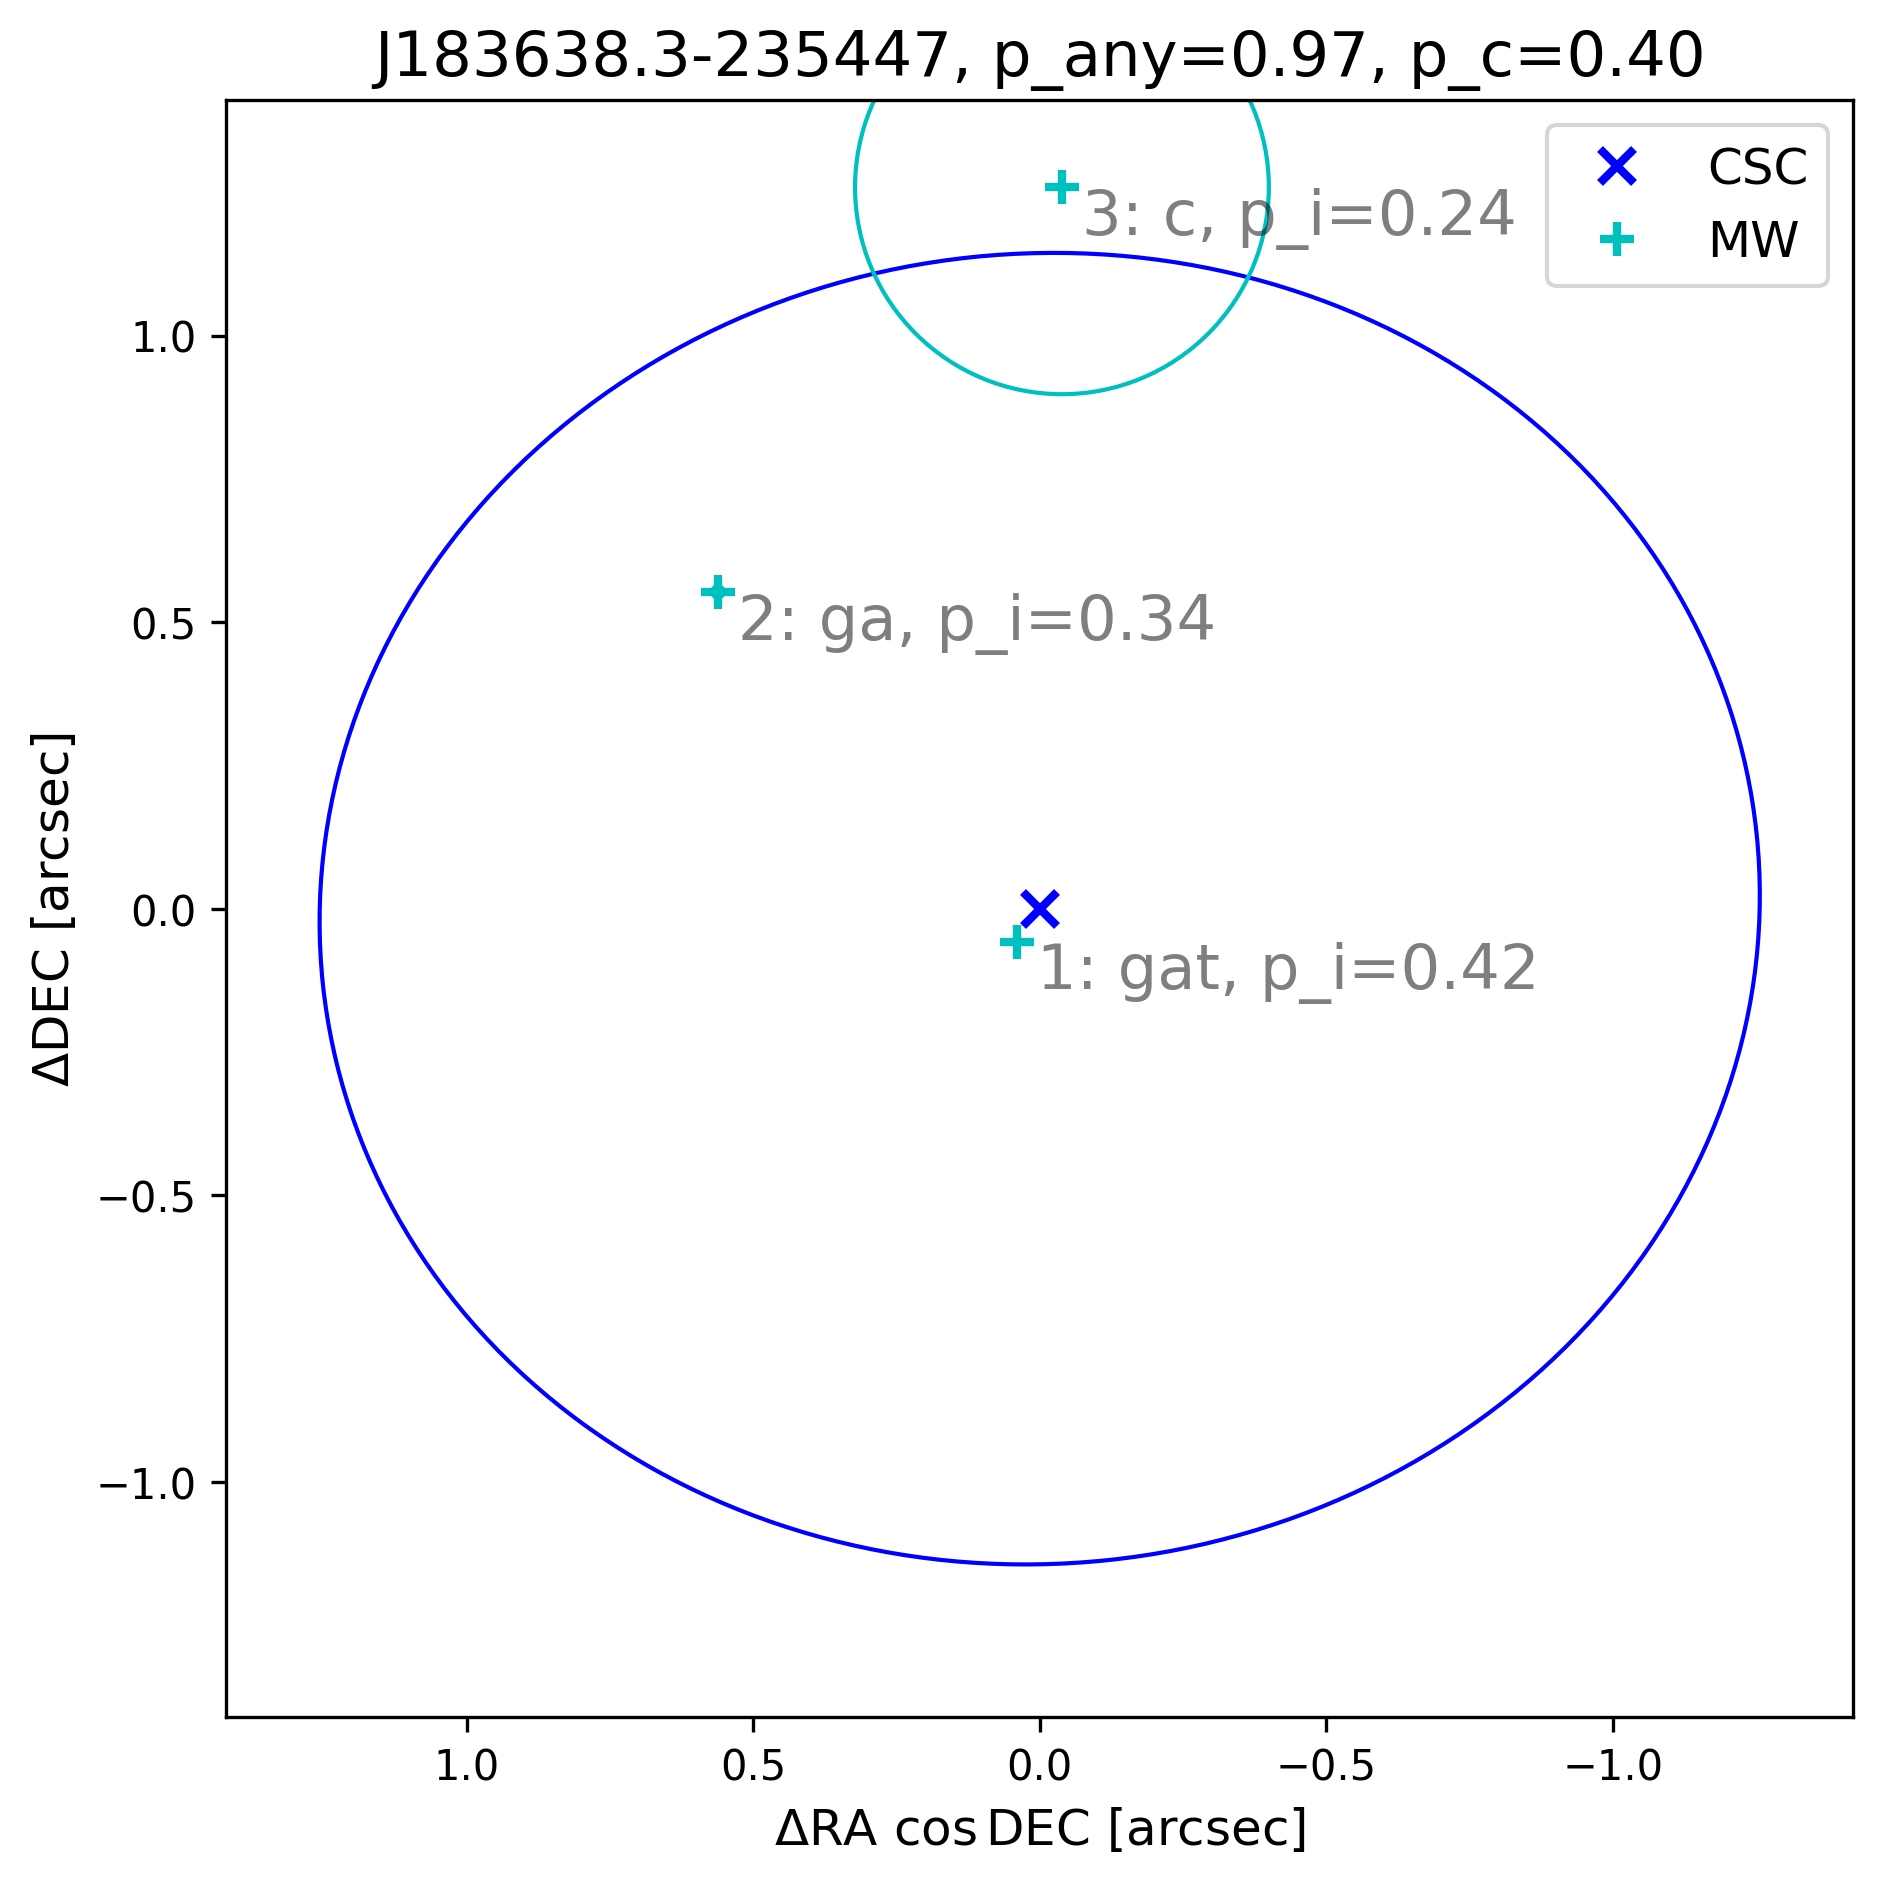 J183638.3-235447, p_any=0.97, p_c=0.40
CSC
MW
3: c, p_i=0.24
2: ga, p_i=0.34
1: gat, p_i=0.42
1.0
0.5
0.0
−0.5
−1.0
ΔDEC [arcsec]
1.0
0.5
0.0
−0.5
−1.0
ΔRA cos DEC [arcsec]